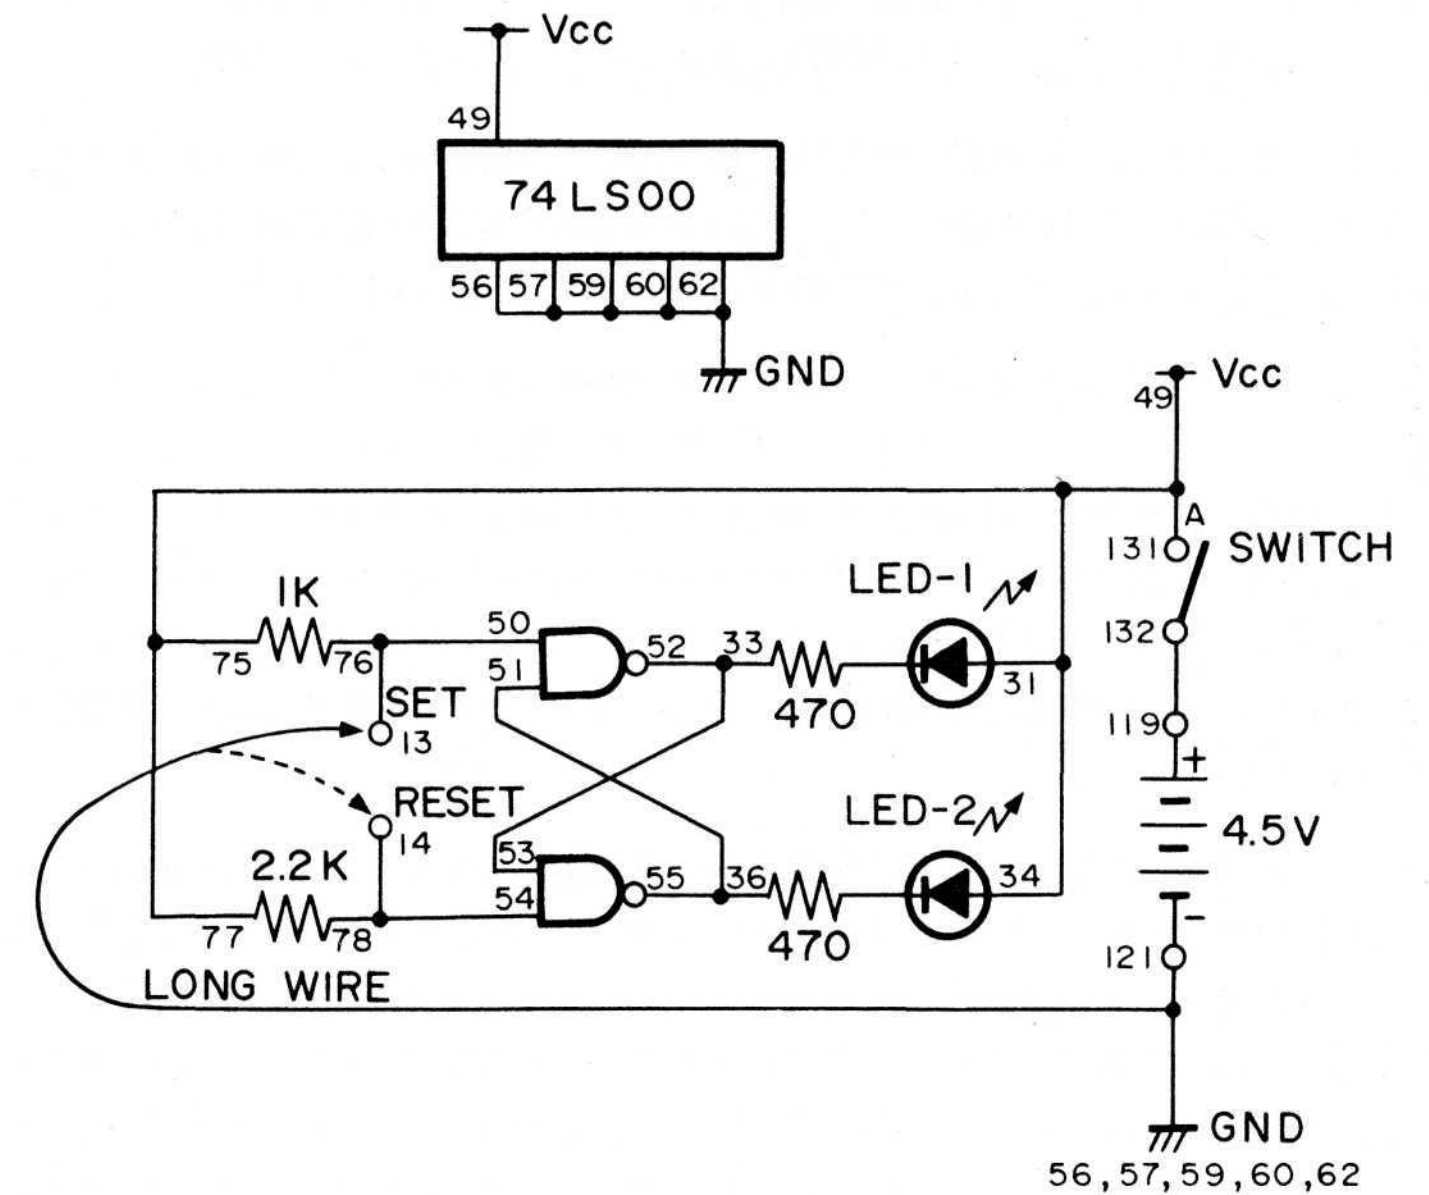 Vcc
49
74LS00
56 57 59 60 62
GND
Vcc
49
A
131 SWITCH
132
119
+
4.5V
-
121
1K
75 76
50
51
52 33
470
LED-1
31
SET
13
RESET
14
2.2K
77 78
53
54
55 36
470
LED-2
34
LONG WIRE
GND
56,57,59,60,62